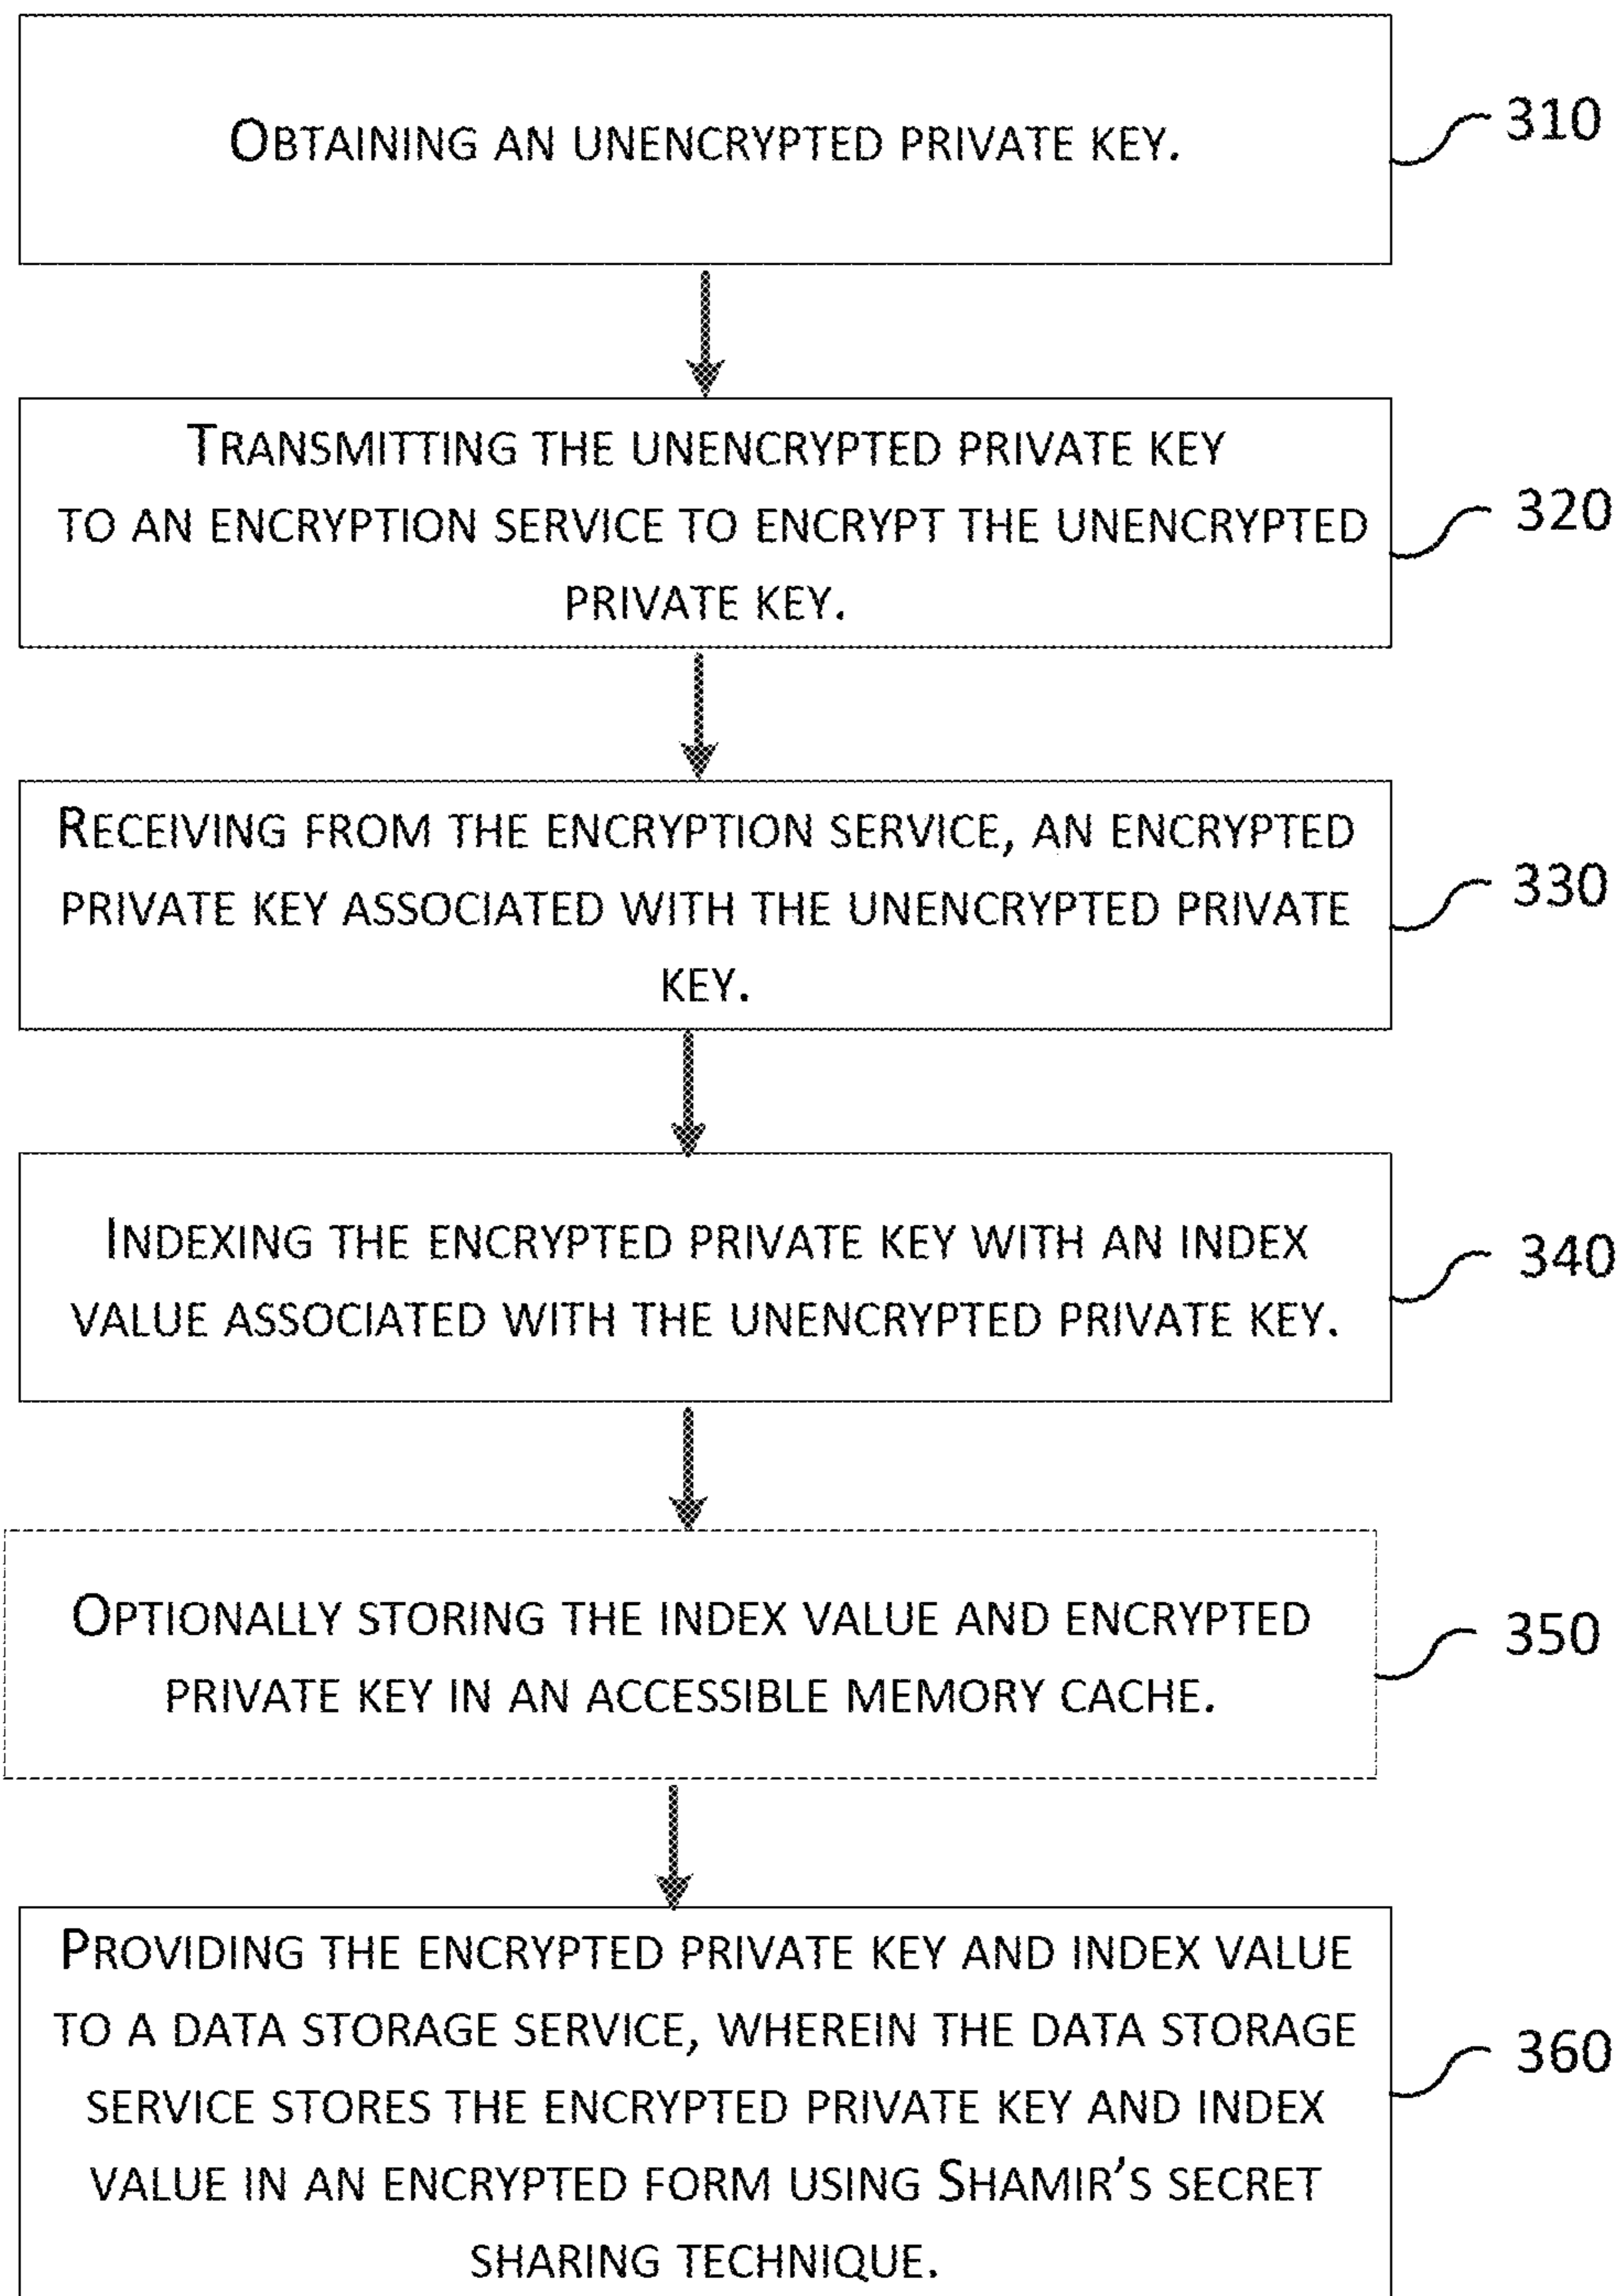 OBTAINING AN UNENCRYPTED PRIVATE KEY.
310
TRANSMITTING THE UNENCRYPTED PRIVATE KEY
TO AN ENCRYPTION SERVICE TO ENCRYPT THE UNENCRYPTED
PRIVATE KEY.
320
RECEIVING FROM THE ENCRYPTION SERVICE, AN ENCRYPTED
PRIVATE KEY ASSOCIATED WITH THE UNENCRYPTED PRIVATE
KEY.
330
INDEXING THE ENCRYPTED PRIVATE KEY WITH AN INDEX
VALUE ASSOCIATED WITH THE UNENCRYPTED PRIVATE KEY.
340
OPTIONALLY STORING THE INDEX VALUE AND ENCRYPTED
PRIVATE KEY IN AN ACCESSIBLE MEMORY CACHE.
350
PROVIDING THE ENCRYPTED PRIVATE KEY AND INDEX VALUE
TO A DATA STORAGE SERVICE, WHEREIN THE DATA STORAGE
SERVICE STORES THE ENCRYPTED PRIVATE KEY AND INDEX
VALUE IN AN ENCRYPTED FORM USING SHAMIR'S SECRET
SHARING TECHNIQUE.
360